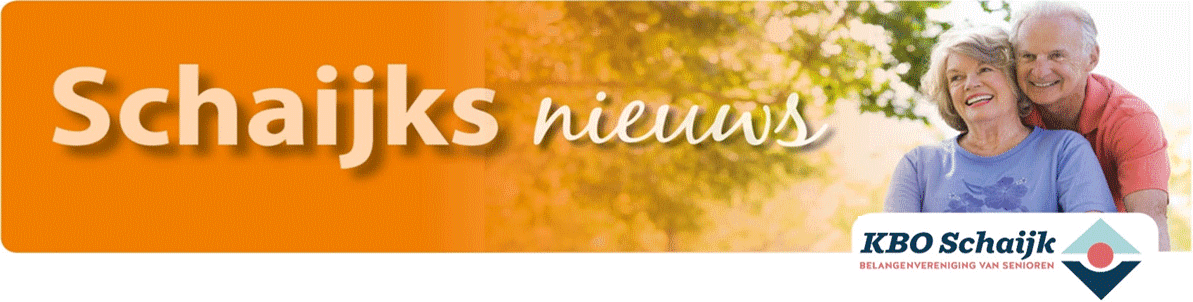 Schaijks nieuws
KBO Schaijk
BELANGENVERENIGING VAN SENIOREN